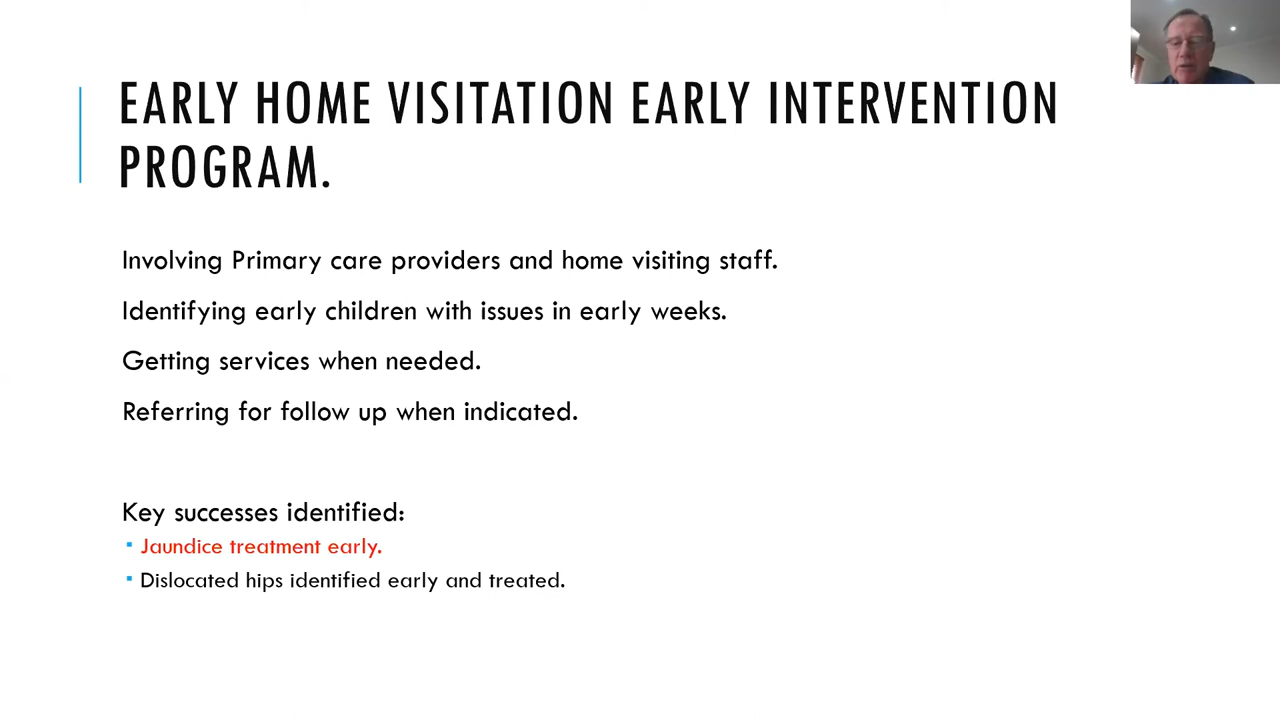 EARLY HOME VISITATION EARLY INTERVENTION
PROGRAM.
Involving Primary care providers and home visiting staff.
Identifying early children with issues in early weeks.
Getting services when needed.
Referring for follow up when indicated.
Key successes identified:
▪ Jaundice treatment early.
▪ Dislocated hips identified early and treated.